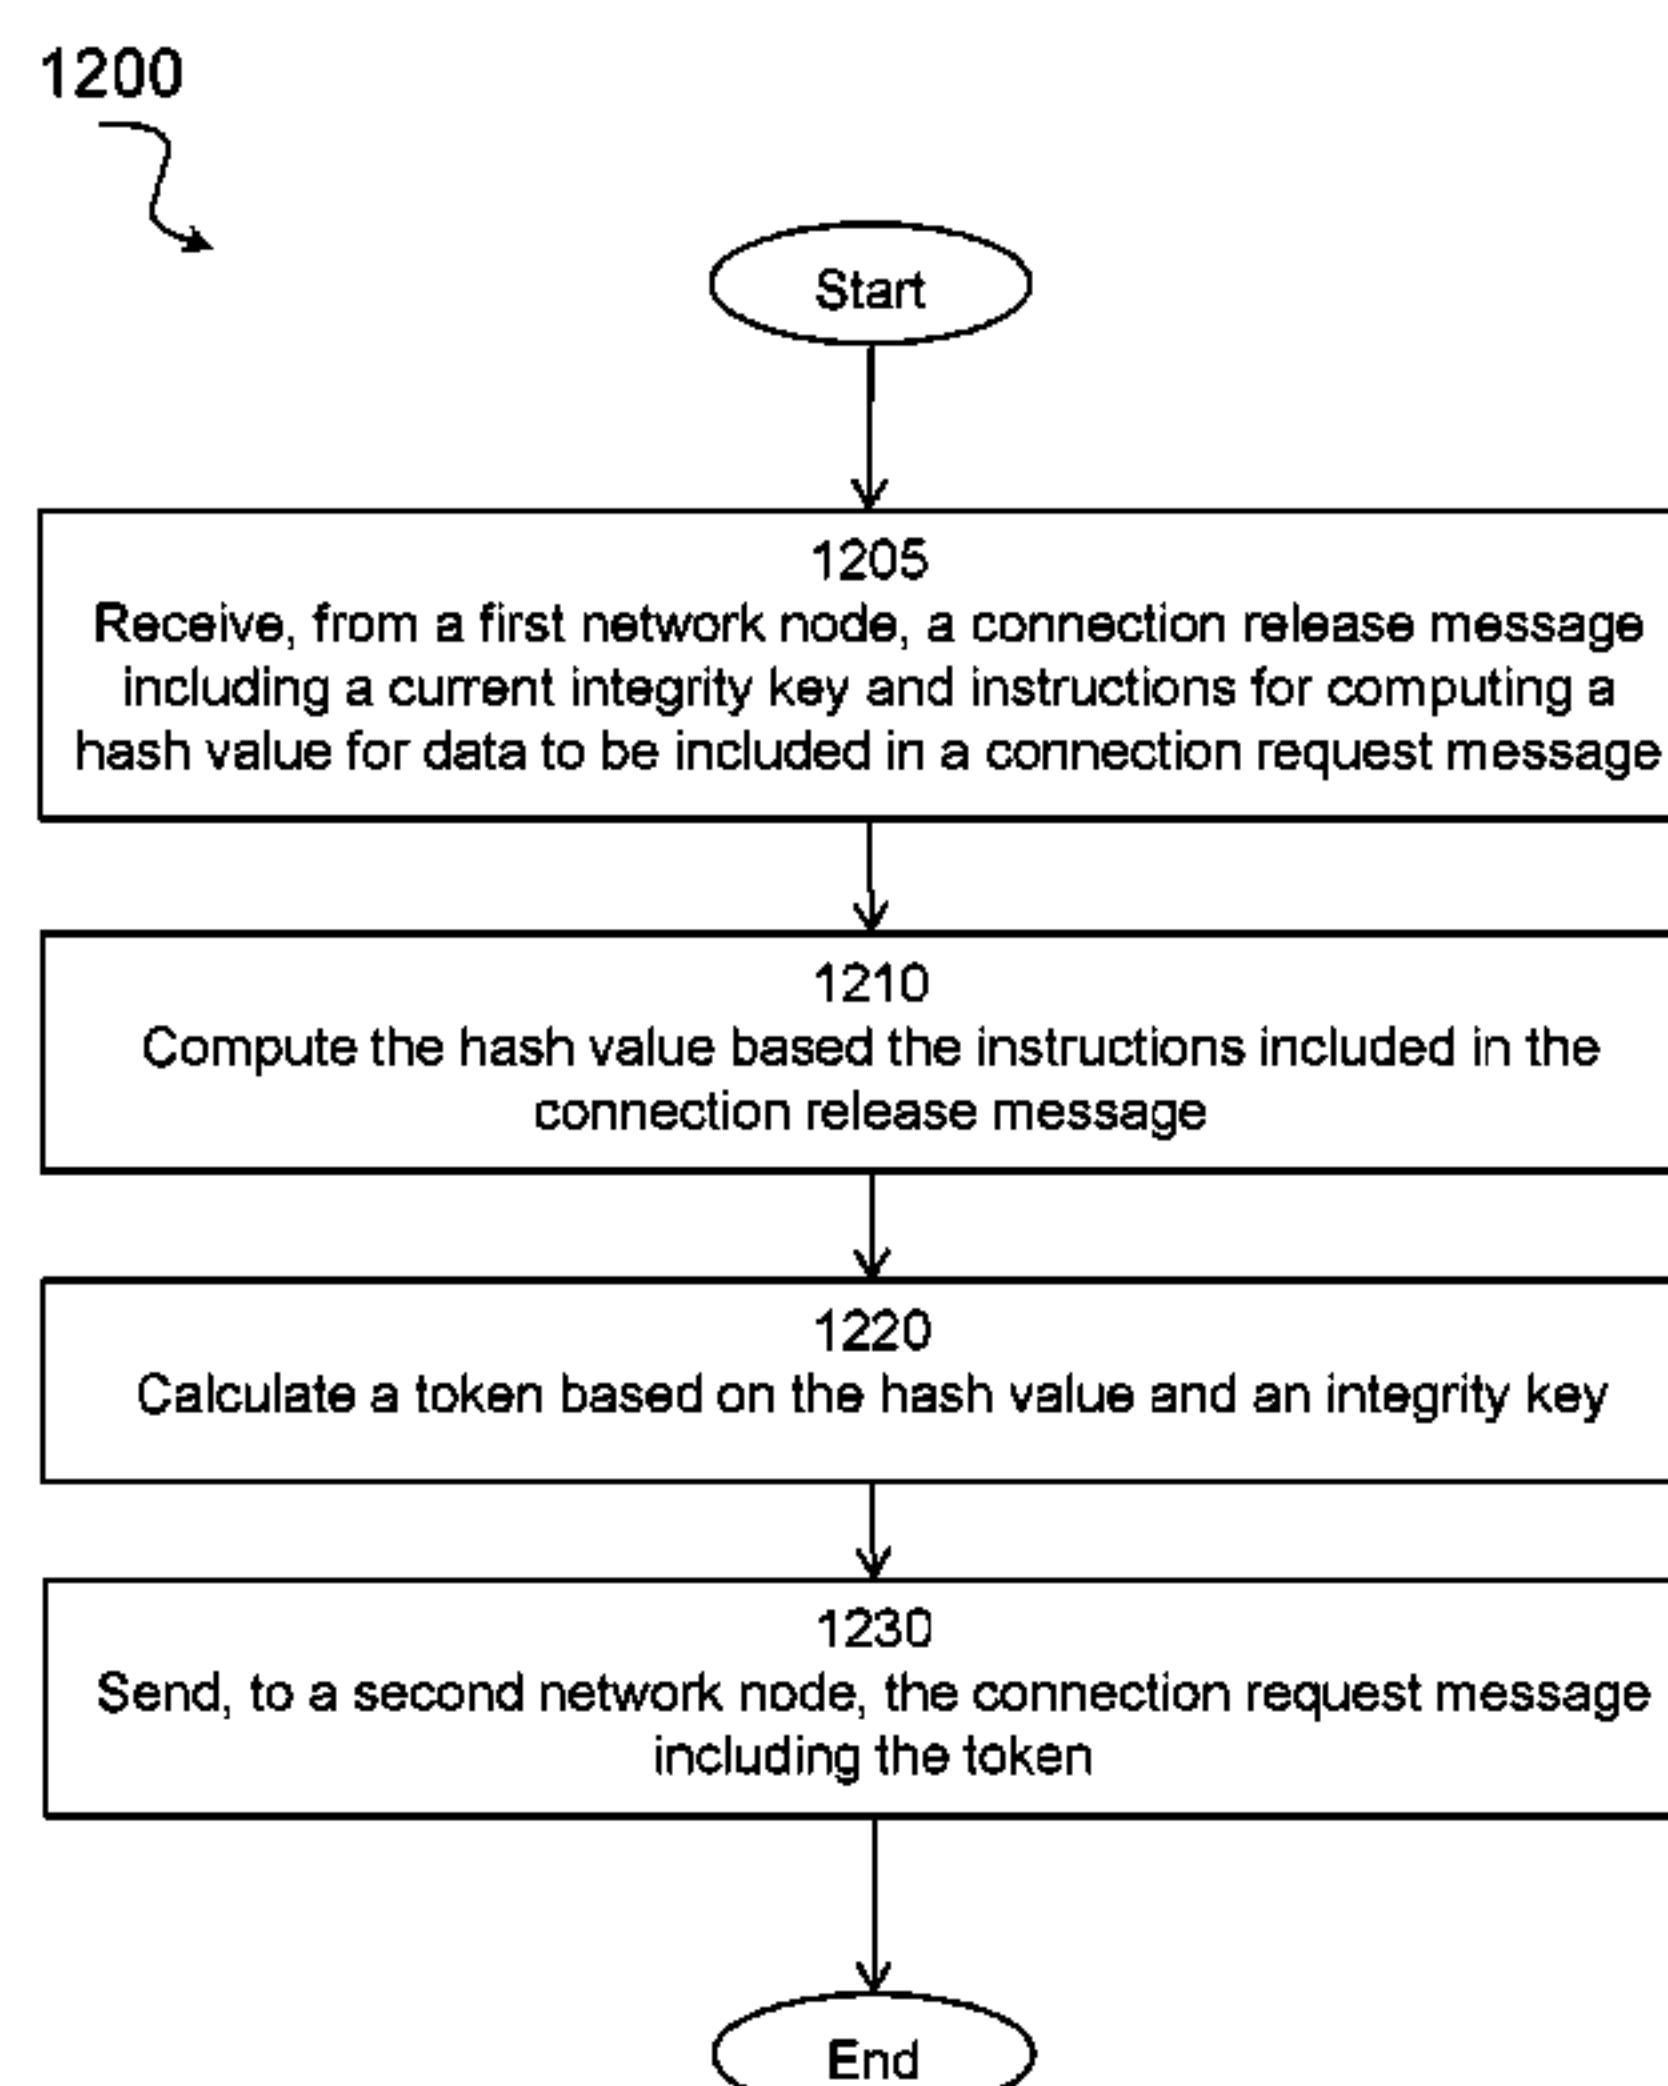 1200
Start
1205
Receive, from a first network node, a connection release message
including a current integrity key and instructions for computing a
hash value for data to be included in a connection request message
1210
Compute the hash value based the instructions included in the
connection release message
1220
Calculate a token based on the hash value and an integrity key
1230
Send, to a second network node, the connection request message
including the token
End